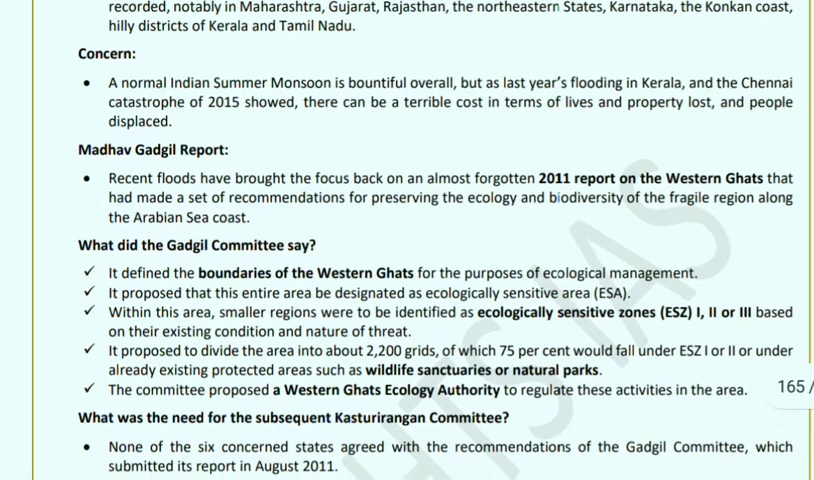 recorded, notably in Maharashtra, Gujarat, Rajasthan, the northeastern States, Karnataka, the Konkan coast,
hilly districts of Kerala and Tamil Nadu.
Concern:
• A normal Indian Summer Monsoon is bountiful overall, but as last year's flooding in Kerala, and the Chennai
catastrophe of 2015 showed, there can be a terrible cost in terms of lives and property lost, and people
displaced.
Madhav Gadgil Report:
• Recent floods have brought the focus back on an almost forgotten 2011 report on the Western Ghats that
had made a set of recommendations for preserving the ecology and biodiversity of the fragile region along
the Arabian Sea coast.
What did the Gadgil Committee say?
✓ It defined the boundaries of the Western Ghats for the purposes of ecological management.
✓ It proposed that this entire area be designated as ecologically sensitive area (ESA).
✓ Within this area, smaller regions were to be identified as ecologically sensitive zones (ESZ) I, II or III based
on their existing condition and nature of threat.
✓ It proposed to divide the area into about 2,200 grids, of which 75 per cent would fall under ESZ I or II or under
already existing protected areas such as wildlife sanctuaries or natural parks.
✓ The committee proposed a Western Ghats Ecology Authority to regulate these activities in the area.
165/
What was the need for the subsequent Kasturirangan Committee?
• None of the six concerned states agreed with the recommendations of the Gadgil Committee, which
submitted its report in August 2011.
HTS IAS